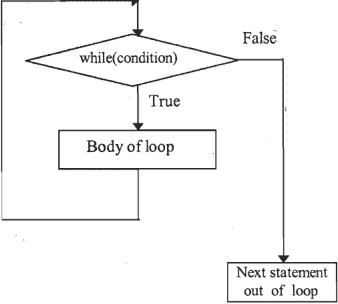 while(condition)
False
True
Body of loop
Next statement
out of loop